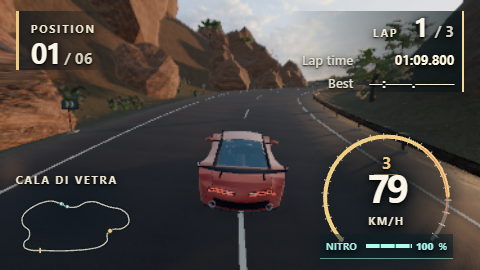 POSITION
01 / 06
LAP 1 / 3
Lap time 01:09.800
Best --:--.---
CALA DI VETRA
3
79
KM/H
NITRO 100 %